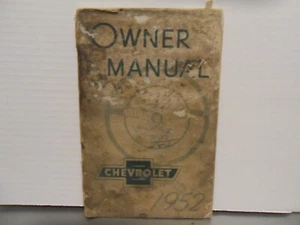 OWNER
MANUAL
CHEVROLET
1952